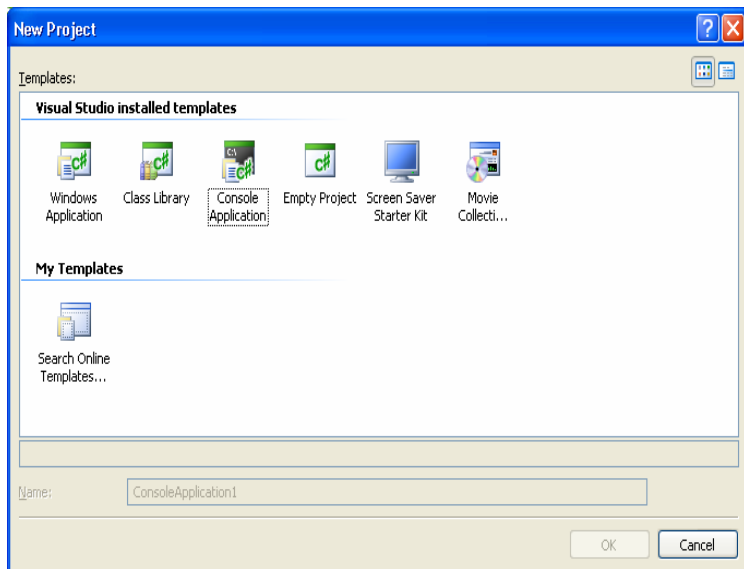 New Project
Templates:
Visual Studio installed templates
Windows Application
Class Library
Console Application
Empty Project
Screen Saver Starter Kit
Movie Collecti...
My Templates
Search Online Templates...
Name:
ConsoleApplication1
OK
Cancel